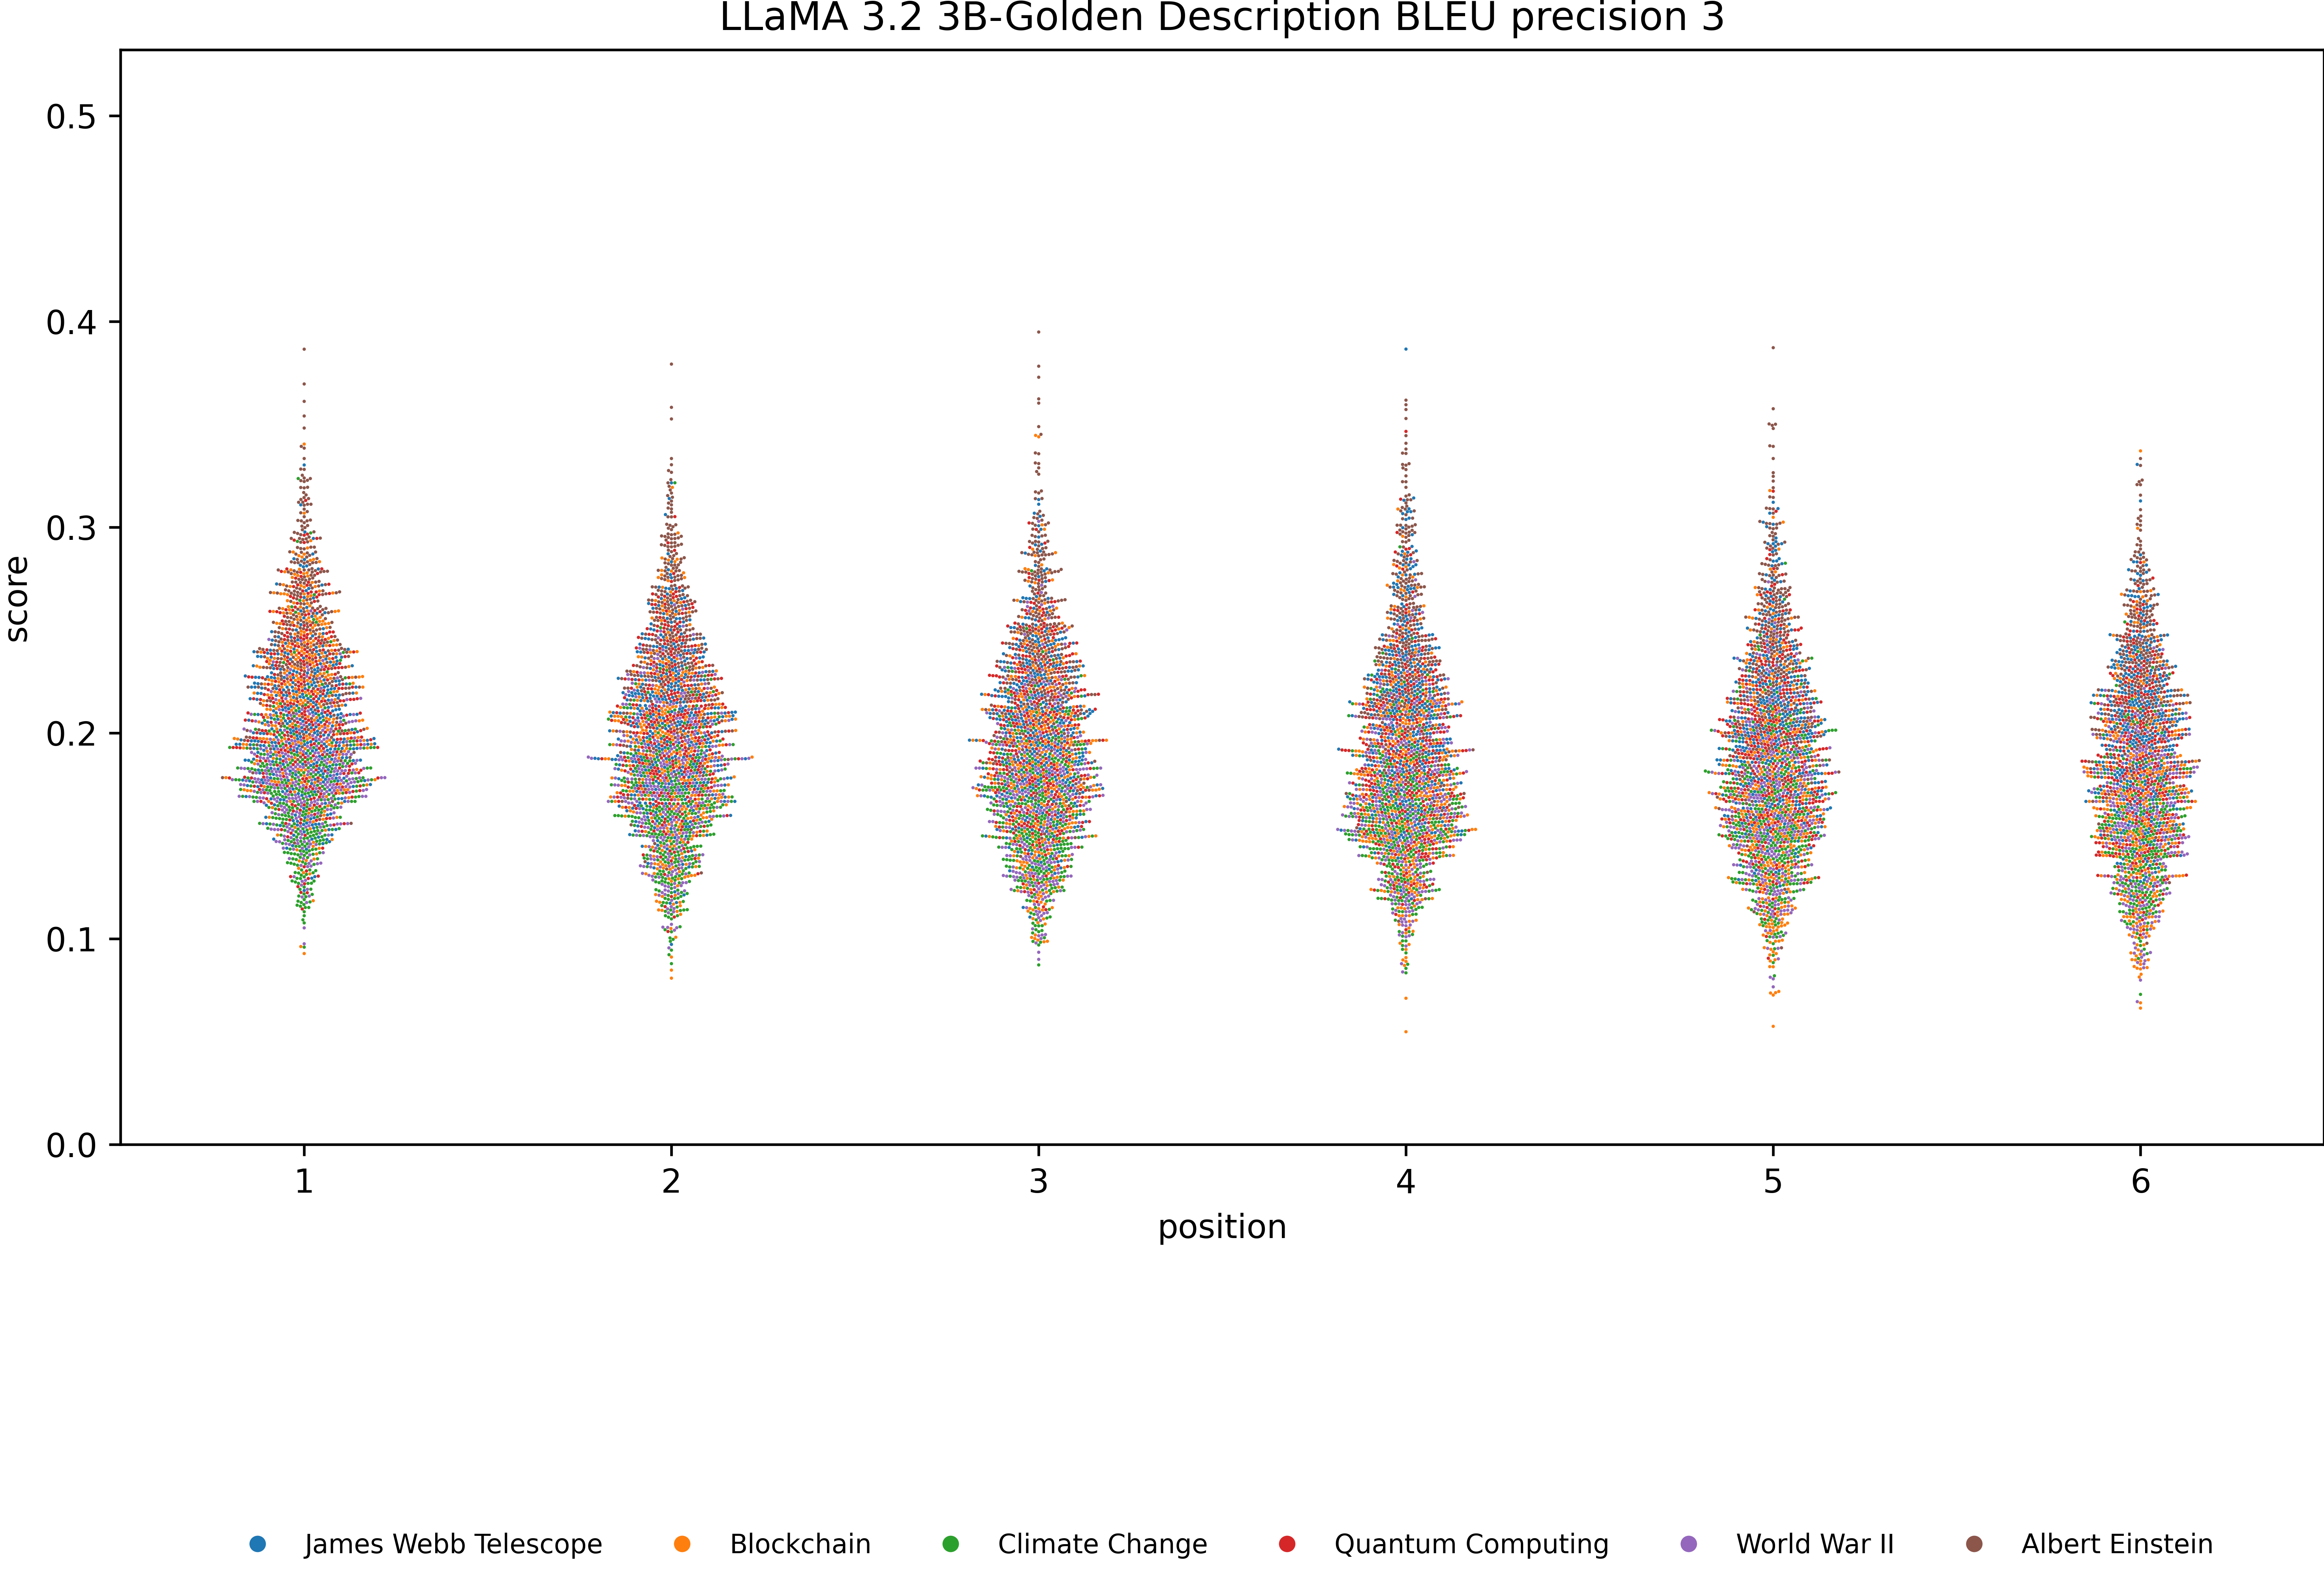 LLaMA 3.2 3B-Golden Description BLEU precision 3
0.5
0.4
0.3
0.2
0.1
0.0
score
1 2 3 4 5 6
position
James Webb Telescope Blockchain Climate Change Quantum Computing World War II Albert Einstein